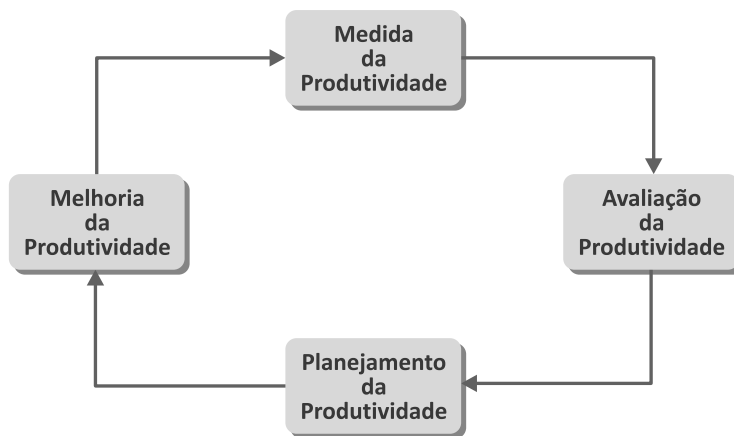 Medida
da
Produtividade
Melhoria
da
Produtividade
Avaliação
da
Produtividade
Planejamento
da
Produtividade